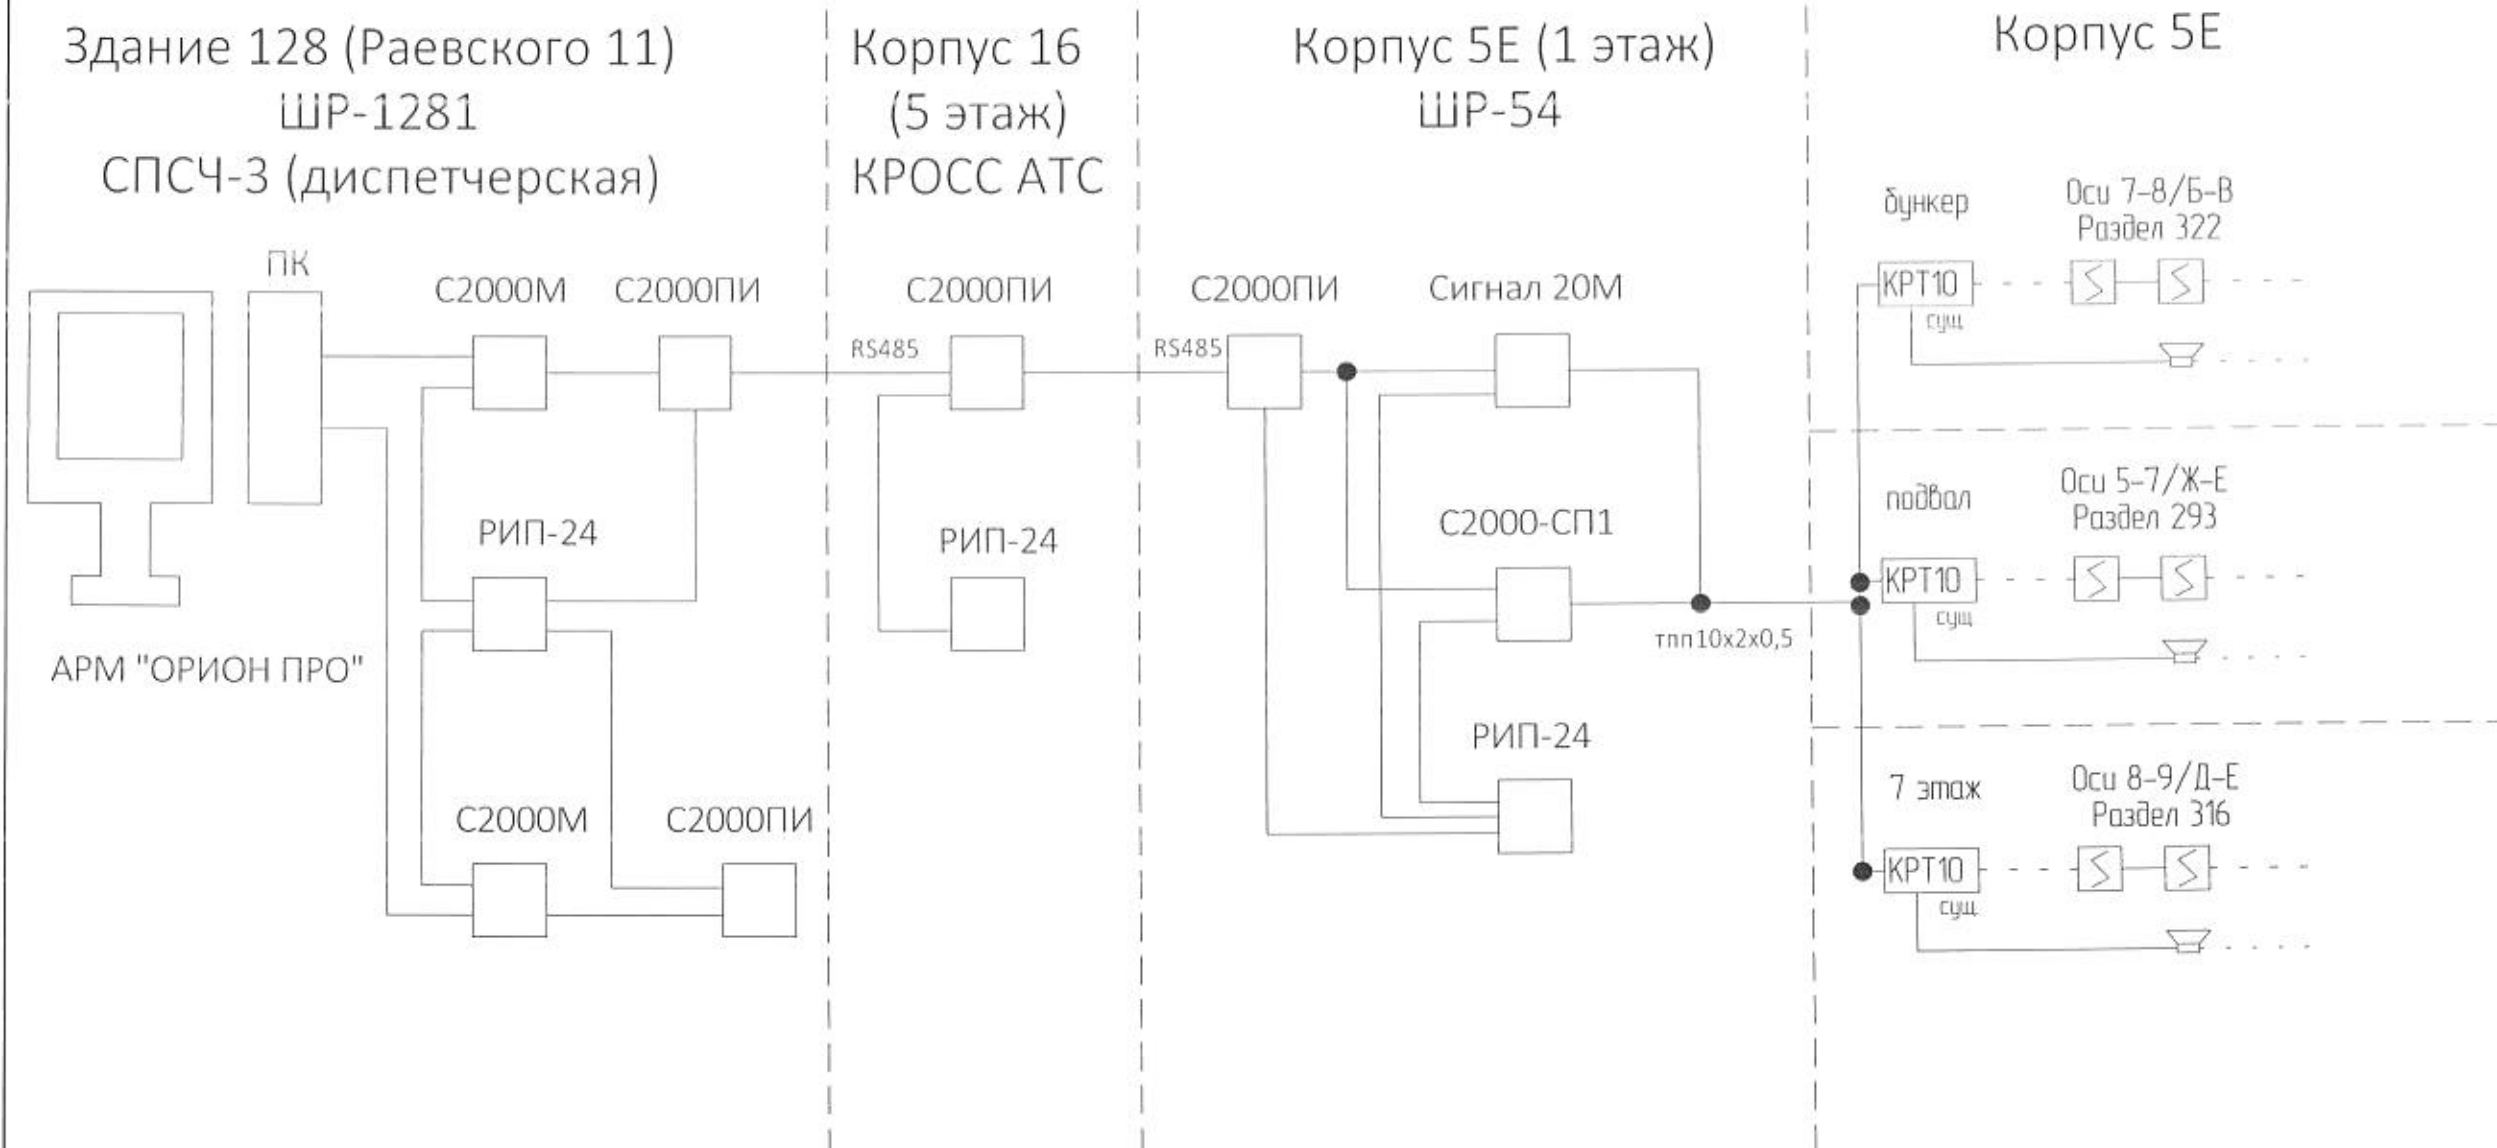 Здание 128 (Раевского 11)
ШР-1281
СПСЧ-3 (диспетчерская)
ПК
С2000М
С2000ПИ
РИП-24
АРМ "ОРИОН ПРО"
С2000М
С2000ПИ
Корпус 16
(5 этаж)
КРОСС АТС
С2000ПИ
RS485
РИП-24
Корпус 5Е (1 этаж)
ШР-54
С2000ПИ
Сигнал 20М
RS485
С2000-СП1
тпп10х2х0,5
РИП-24
Корпус 5Е
бункер
Оси 7-8/Б-В
Раздел 322
КРТ10
сущ
подвал
Оси 5-7/Ж-Е
Раздел 293
КРТ10
сущ
7 этаж
Оси 8-9/Д-Е
Раздел 316
КРТ10
сущ